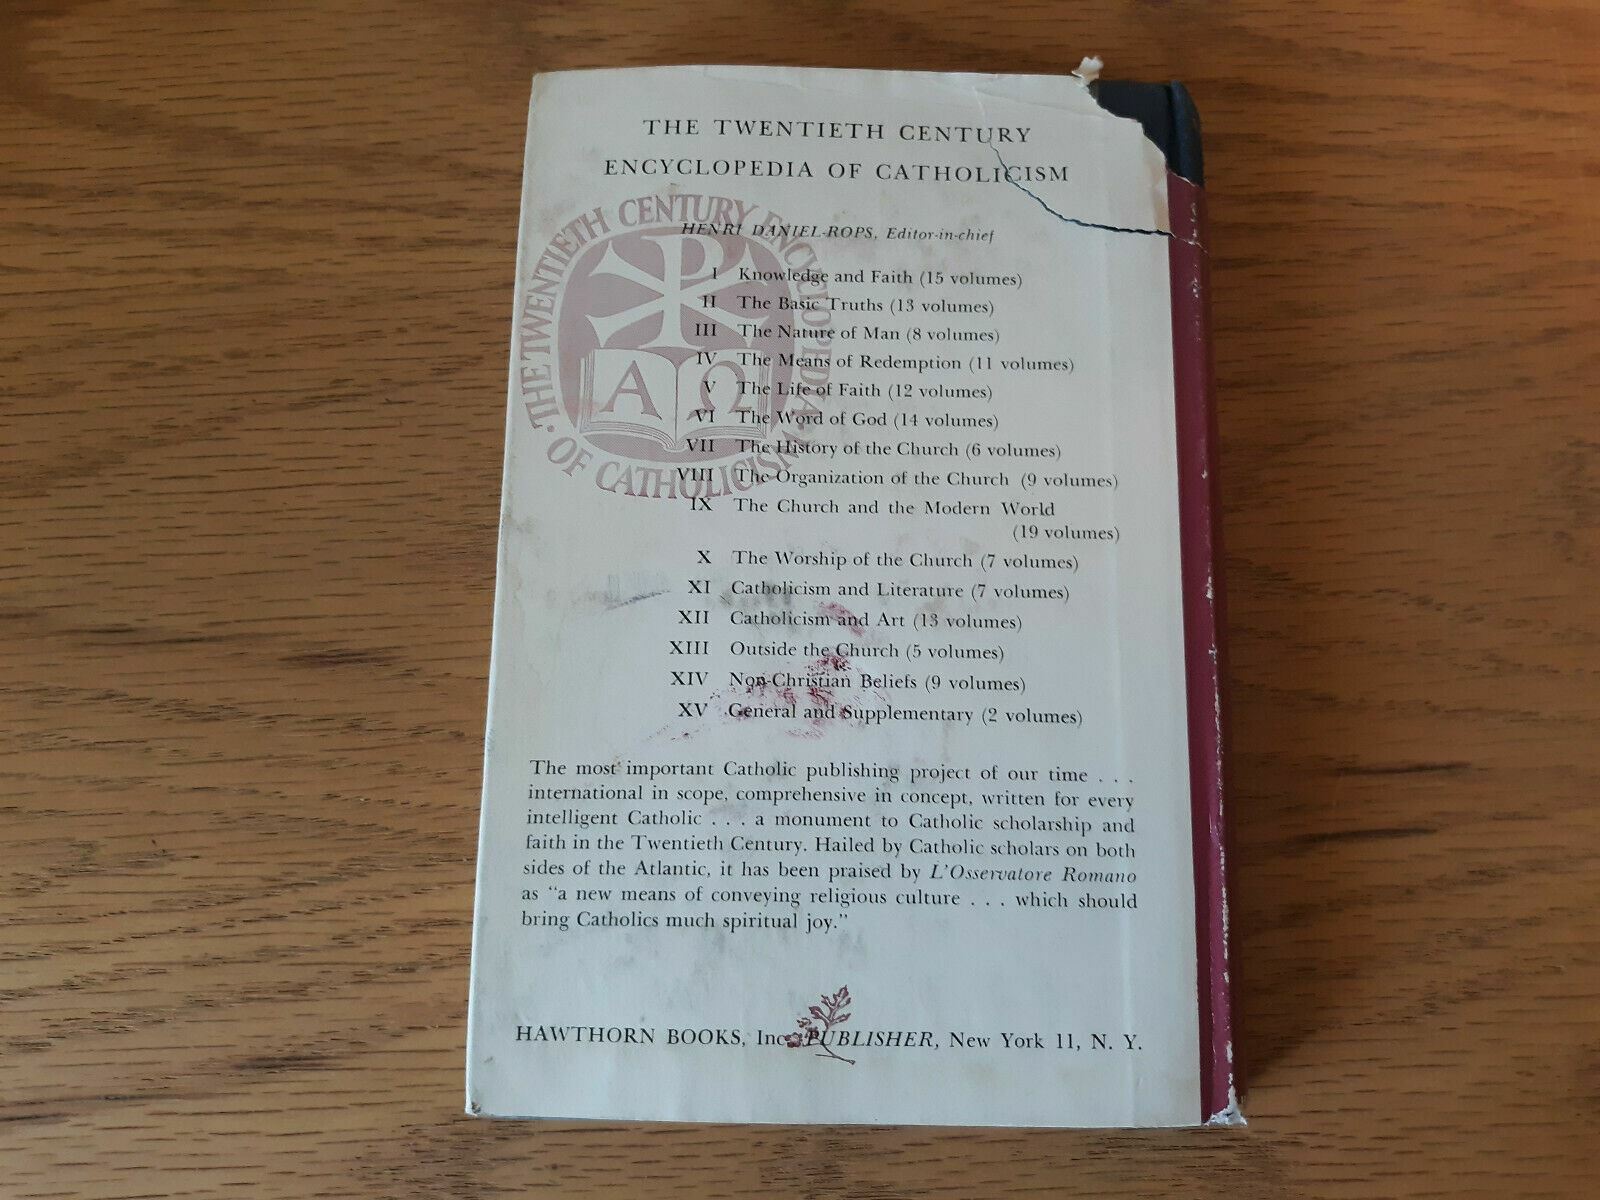 THE TWENTIETH CENTURY
ENCYCLOPEDIA OF CATHOLICISM
THE TWENTIETH CENTURY ENCYCLOPEDIA
· OF CATHOLICISM ·
Α Ω
HENRI DANIEL-ROPS, Editor-in-chief
I Knowledge and Faith (15 volumes)
II The Basic Truths (13 volumes)
III The Nature of Man (8 volumes)
IV The Means of Redemption (11 volumes)
V The Life of Faith (12 volumes)
VI The Word of God (14 volumes)
VII The History of the Church (6 volumes)
VIII The Organization of the Church (9 volumes)
IX The Church and the Modern World
(19 volumes)
X The Worship of the Church (7 volumes)
XI Catholicism and Literature (7 volumes)
XII Catholicism and Art (13 volumes)
XIII Outside the Church (5 volumes)
XIV Non-Christian Beliefs (9 volumes)
XV General and Supplementary (2 volumes)
The most important Catholic publishing project of our time . . .
international in scope, comprehensive in concept, written for every
intelligent Catholic . . . a monument to Catholic scholarship and
faith in the Twentieth Century. Hailed by Catholic scholars on both
sides of the Atlantic, it has been praised by L'Osservatore Romano
as "a new means of conveying religious culture . . . which should
bring Catholics much spiritual joy."
HAWTHORN BOOKS, Inc. PUBLISHER, New York 11, N. Y.